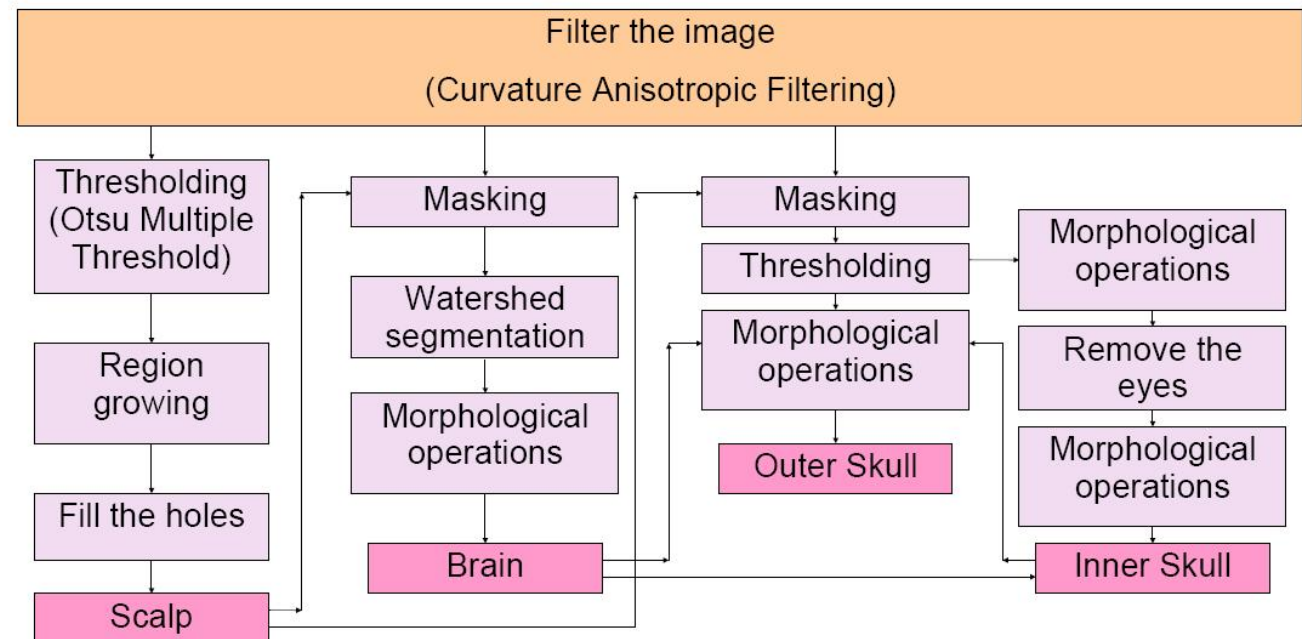 Filter the image
(Curvature Anisotropic Filtering)
Thresholding
(Otsu Multiple
Threshold)
Region
growing
Fill the holes
Scalp
Masking
Watershed
segmentation
Morphological
operations
Brain
Masking
Thresholding
Morphological
operations
Outer Skull
Morphological
operations
Remove the
eyes
Morphological
operations
Inner Skull